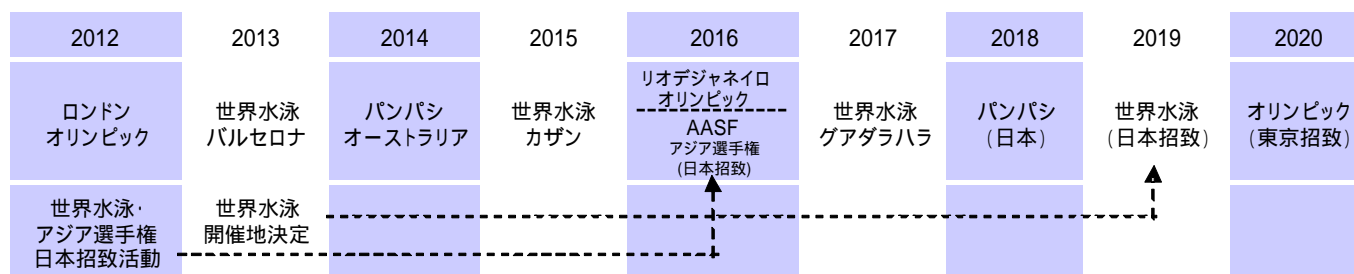 2012
2013
2014
2015
2016
2017
2018
2019
2020
ロンドン
オリンピック
世界水泳
バルセロナ
パンパシ
オーストラリア
世界水泳
カザン
リオデジャネイロ
オリンピック
AASF
アジア選手権
(日本招致)
世界水泳
グアダラハラ
パンパシ
(日本)
世界水泳
(日本招致)
オリンピック
(東京招致)
世界水泳・
アジア選手権
日本招致活動
世界水泳
開催地決定